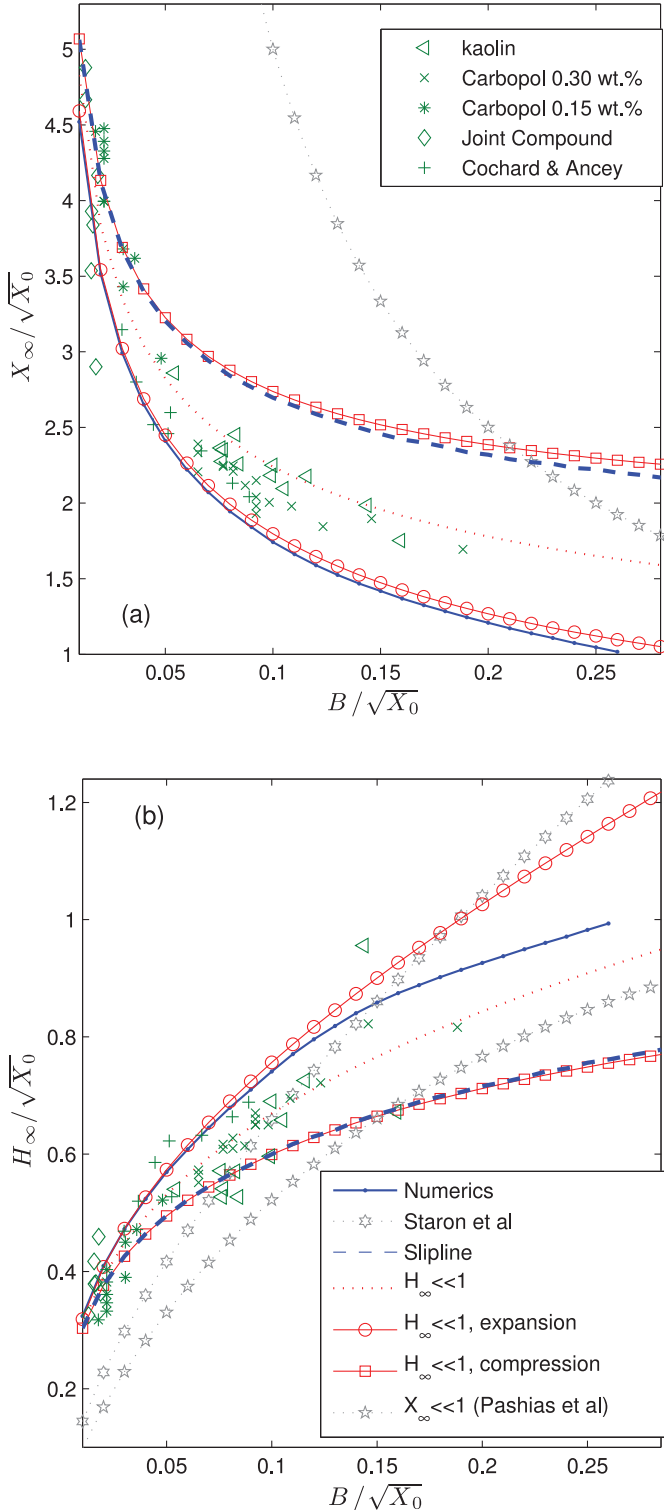 5
4.5
4
3.5
3
2.5
2
1.5
1
X∞/√X₀
kaolin
Carbopol 0.30 wt.%
Carbopol 0.15 wt.%
Joint Compound
Cochard & Ancey
(a)
0.05 0.1 0.15 0.2 0.25
B/√X₀
1.2
1
0.8
0.6
0.4
0.2
H∞/√X₀
(b)
Numerics
Staron et al
Slipline
H∞<<1
H∞<<1, expansion
H∞<<1, compression
X∞<<1 (Pashias et al)
0.05 0.1 0.15 0.2 0.25
B/√X₀